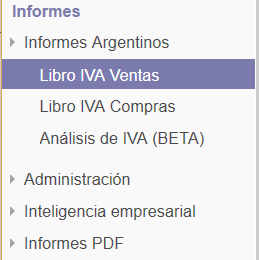 Informes
Informes Argentinos
Libro IVA Ventas
Libro IVA Compras
Análisis de IVA (BETA)
Administración
Inteligencia empresarial
Informes PDF